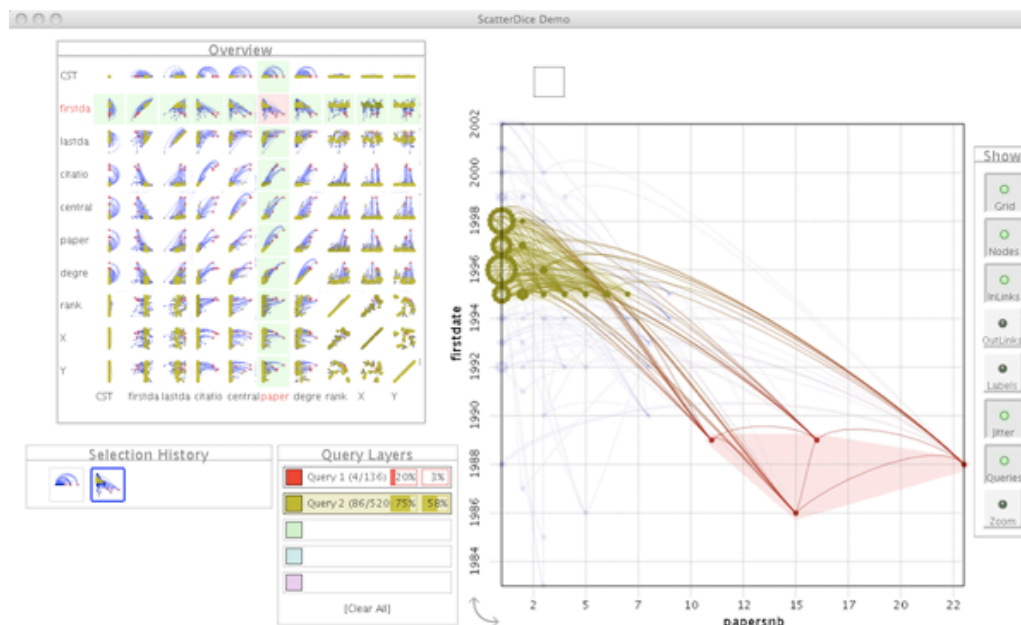 ScatterDice Demo
Overview
CST
firstda
lastda
citatio
central
paper
degre
rank
X
Y
CST firstda lastda citatio central paper degre rank X Y
Selection History
Query Layers
Query 1 (4/136) 20% 3%
Query 2 (86/520) 75% 58%
[Clear All]
firstdate
2002
2000
1998
1996
1994
1992
1990
1988
1986
1984
2 5 7 10 13 15 17 20 22
papersnb
Show
Grid
Nodes
InLinks
OutLinks
Labels
Jitter
Queries
Zoom